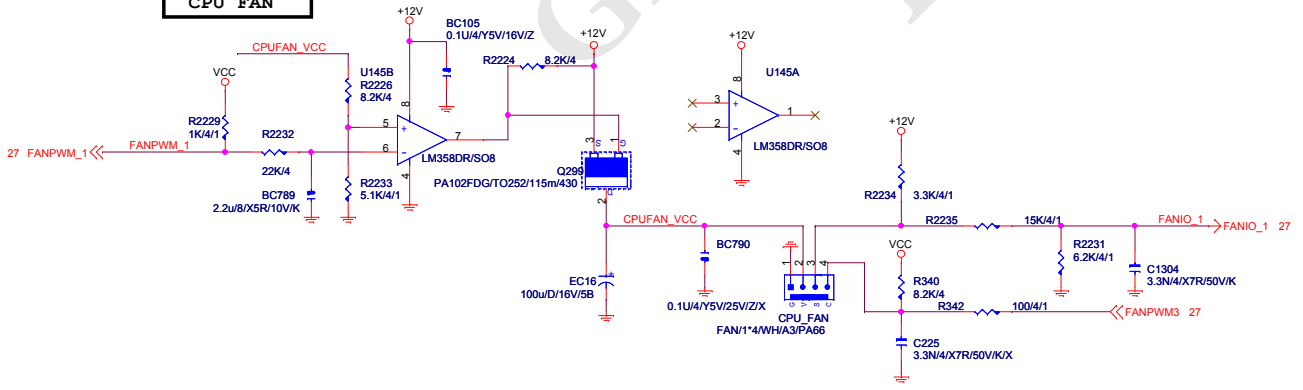 CPU FAN
+12V
BC105
0.1U/4/Y5V/16V/Z
+12V
R2224
8.2K/4
+12V
U145A
8
3
+
1
2
−
4
LM358DR/SO8
CPUFAN_VCC
VCC
U145B
R2226
8.2K/4
8
R2229
1K/4/1
5
+
7
6
−
4
LM358DR/SO8
27 FANPWM_1
FANPWM_1
R2232
22K/4
BC789
2.2u/8/X5R/10V/K
R2233
5.1K/4/1
3
S
1
G
Q299
PA102FDG/TO252/115m/430
D
2
CPUFAN_VCC
EC16
100u/D/16V/5B
+
BC790
0.1U/4/Y5V/25V/Z/X
1
2
3
4
G
V
S
C
CPU_FAN
FAN/1*4/WH/A3/PA66
+12V
R2234
3.3K/4/1
R2235
15K/4/1
FANIO_1
FANIO_1 27
R2231
6.2K/4/1
C1304
3.3N/4/X7R/50V/K
VCC
R340
8.2K/4
R342
100/4/1
FANPWM3 27
C225
3.3N/4/X7R/50V/K/X